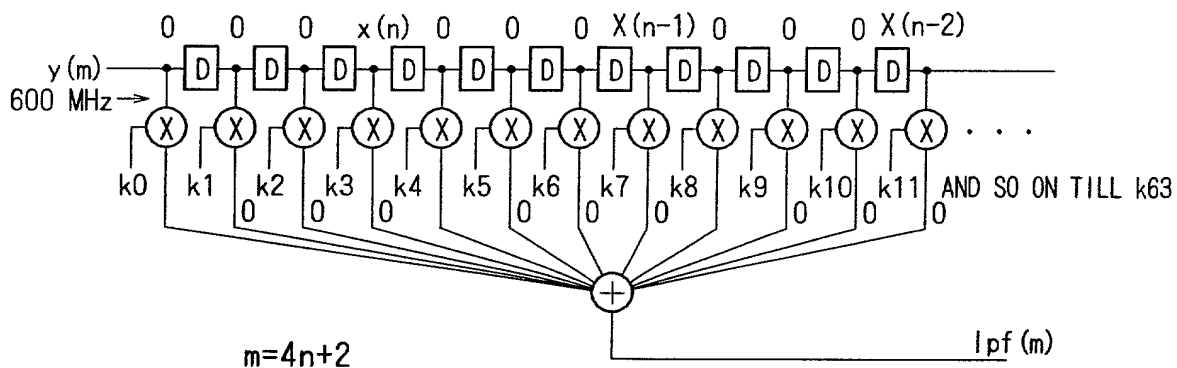 0 0 0 x(n) 0 0 0 X(n-1) 0 0 0 X(n-2)
y(m) D D D D D D D D D D D
600 MHz
X X X X X X X X X X X X . . .
k0 k1 k2 k3 k4 k5 k6 k7 k8 k9 k10 k11 AND SO ON TILL k63
0 0 0 0 0 0 0 0 0
+
m=4n+2
lpf(m)